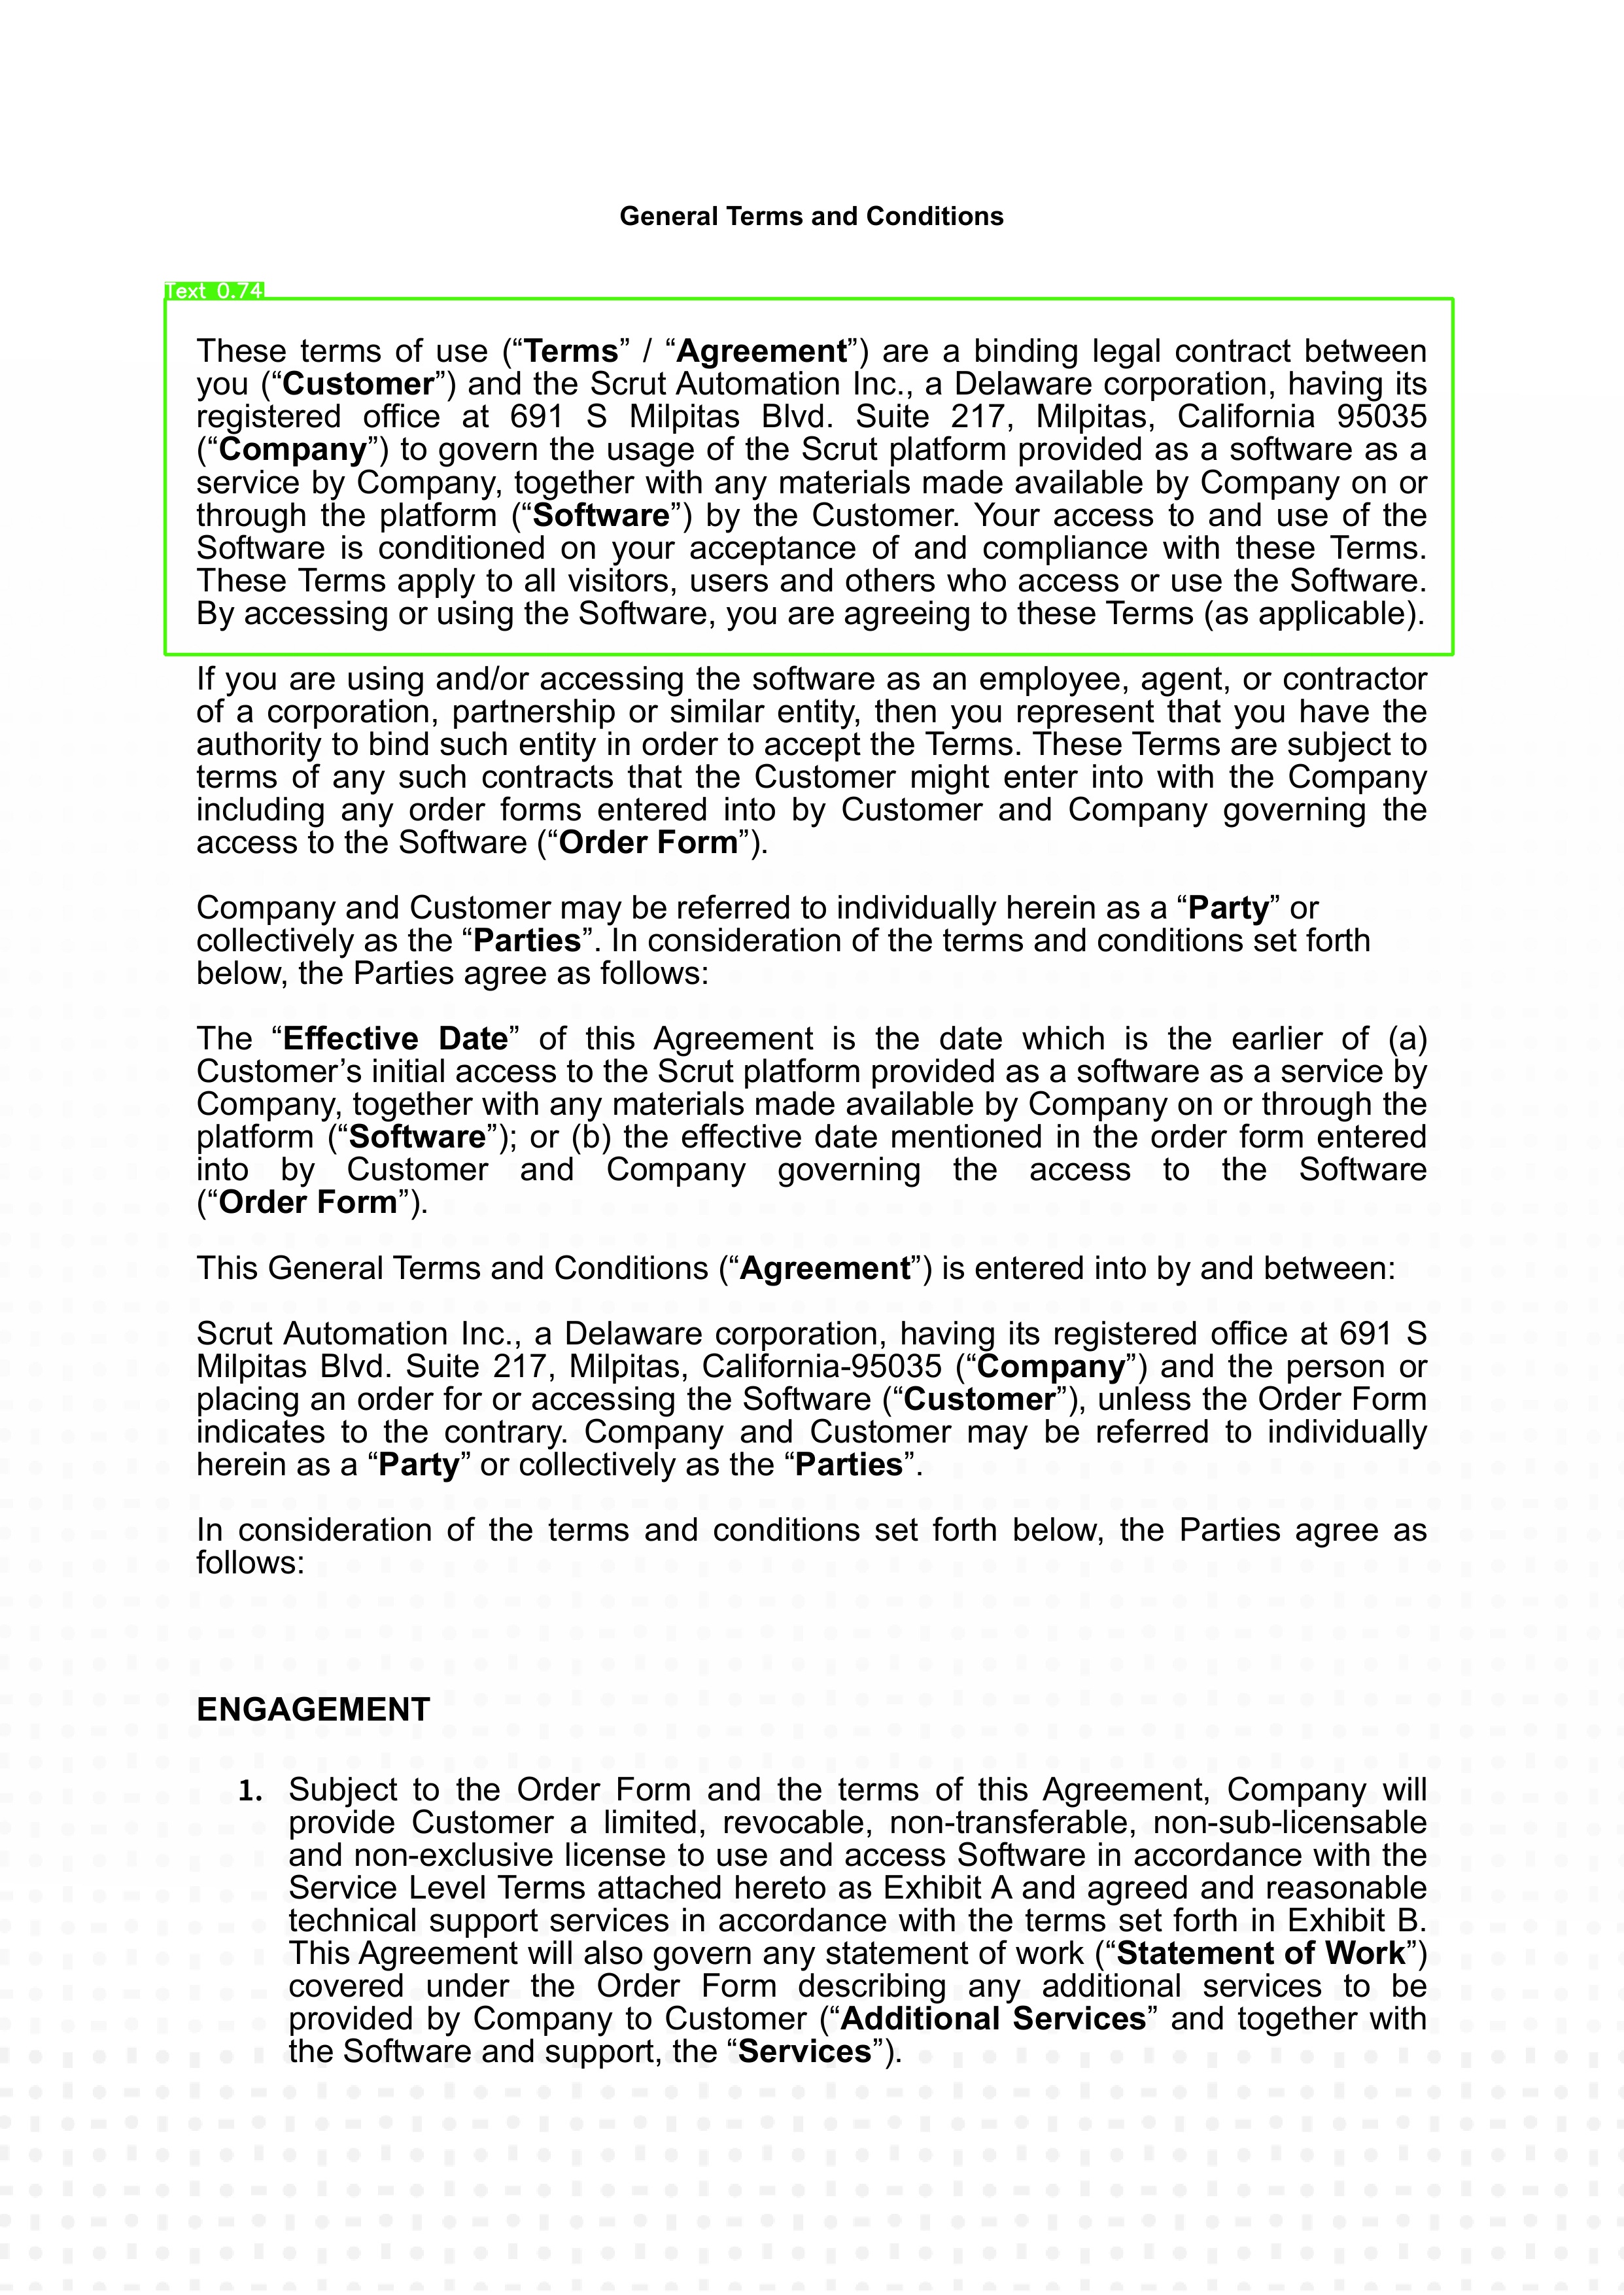 General Terms and Conditions
Text 0.74
These terms of use (“Terms” / “Agreement”) are a binding legal contract between
you (“Customer”) and the Scrut Automation Inc., a Delaware corporation, having its
registered office at 691 S Milpitas Blvd. Suite 217, Milpitas, California 95035
(“Company”) to govern the usage of the Scrut platform provided as a software as a
service by Company, together with any materials made available by Company on or
through the platform (“Software”) by the Customer. Your access to and use of the
Software is conditioned on your acceptance of and compliance with these Terms.
These Terms apply to all visitors, users and others who access or use the Software.
By accessing or using the Software, you are agreeing to these Terms (as applicable).
If you are using and/or accessing the software as an employee, agent, or contractor
of a corporation, partnership or similar entity, then you represent that you have the
authority to bind such entity in order to accept the Terms. These Terms are subject to
terms of any such contracts that the Customer might enter into with the Company
including any order forms entered into by Customer and Company governing the
access to the Software (“Order Form”).
Company and Customer may be referred to individually herein as a “Party” or
collectively as the “Parties”. In consideration of the terms and conditions set forth
below, the Parties agree as follows:
The “Effective Date” of this Agreement is the date which is the earlier of (a)
Customer’s initial access to the Scrut platform provided as a software as a service by
Company, together with any materials made available by Company on or through the
platform (“Software”); or (b) the effective date mentioned in the order form entered
into by Customer and Company governing the access to the Software
(“Order Form”).
This General Terms and Conditions (“Agreement”) is entered into by and between:
Scrut Automation Inc., a Delaware corporation, having its registered office at 691 S
Milpitas Blvd. Suite 217, Milpitas, California-95035 (“Company”) and the person or
placing an order for or accessing the Software (“Customer”), unless the Order Form
indicates to the contrary. Company and Customer may be referred to individually
herein as a “Party” or collectively as the “Parties”.
In consideration of the terms and conditions set forth below, the Parties agree as
follows:
ENGAGEMENT
1. Subject to the Order Form and the terms of this Agreement, Company will
provide Customer a limited, revocable, non-transferable, non-sub-licensable
and non-exclusive license to use and access Software in accordance with the
Service Level Terms attached hereto as Exhibit A and agreed and reasonable
technical support services in accordance with the terms set forth in Exhibit B.
This Agreement will also govern any statement of work (“Statement of Work”)
covered under the Order Form describing any additional services to be
provided by Company to Customer (“Additional Services” and together with
the Software and support, the “Services”).